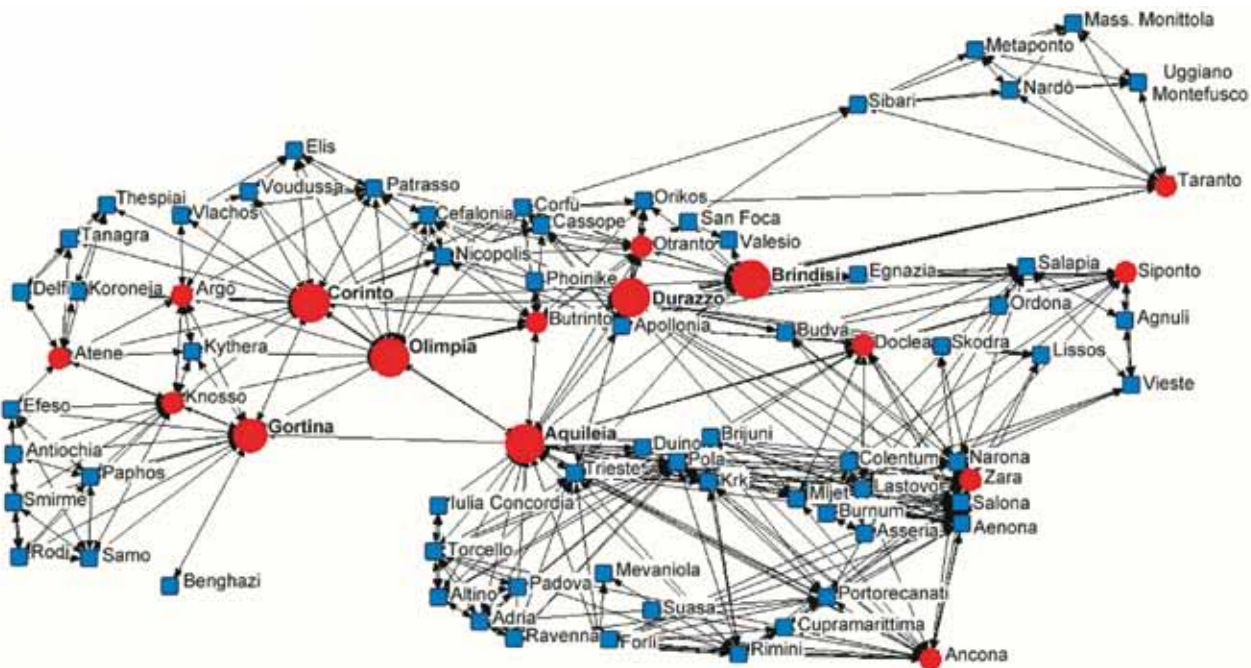 Mass. Monittola
Metaponto
Uggiano
Montefusco
Nardò
Sibari
Elis
Taranto
Voudussa
Patrasso
Thespiai
Vlachos
Cefalonia
Corfù
Cassope
Orikos
San Foca
Tanagra
Otranto
Valesio
Nicopolis
Brindisi
Egnazia
Salapia
Siponto
Delfi
Koroneia
Argo
Corinto
Phoinike
Durazzo
Ordona
Butrinto
Apollonia
Budva
Agnuli
Atene
Kythera
Olimpia
Doclea
Skodra
Lissos
Vieste
Knosso
Efeso
Gortina
Aquileia
Duino
Brijuni
Antiochia
Paphos
Trieste
Pola
Colentum
Narona
Krk
Zara
Smirme
Iulia Concordia
Mljet
Lastovo
Salona
Burnum
Aenona
Asseria
Rodi
Samo
Torcello
Benghazi
Padova
Mevaniola
Altino
Portorecanati
Adria
Suasa
Cupramarittima
Ravenna
Forlì
Rimini
Ancona